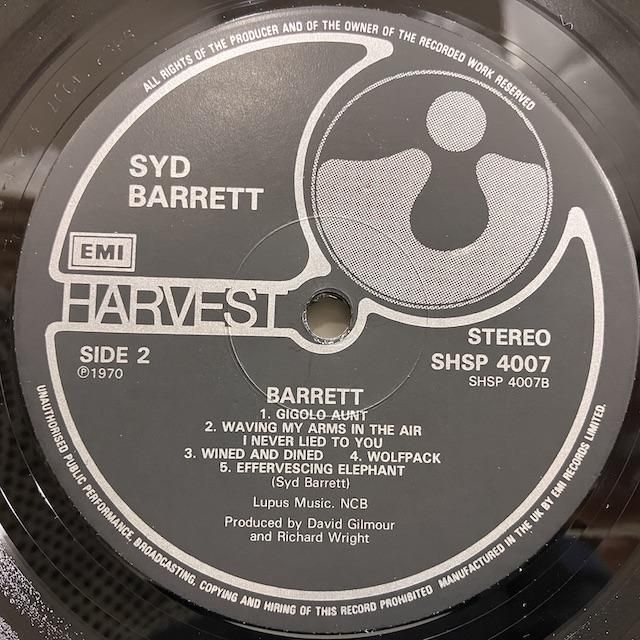 ALL RIGHTS OF THE PRODUCER AND OF THE OWNER OF THE RECORDED WORK RESERVED
SYD
BARRETT
EMI
HARVEST
SIDE 2
℗1970
STEREO
SHSP 4007
SHSP 4007B
BARRETT
1. GIGOLO AUNT
2. WAVING MY ARMS IN THE AIR
I NEVER LIED TO YOU
3. WINED AND DINED 4. WOLFPACK
5. EFFERVESCING ELEPHANT
(Syd Barrett)
Lupus Music. NCB
Produced by David Gilmour
and Richard Wright
UNAUTHORISED PUBLIC PERFORMANCE, BROADCASTING, COPYING AND HIRING OF THIS RECORD PROHIBITED MANUFACTURED IN THE UK BY EMI RECORDS LIMITED.